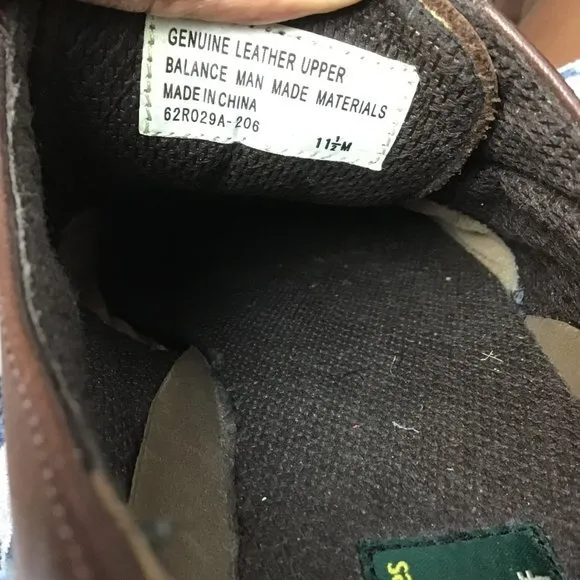 GENUINE LEATHER UPPER
BALANCE MAN MADE MATERIALS
MADE IN CHINA
62R029A-206
11½M